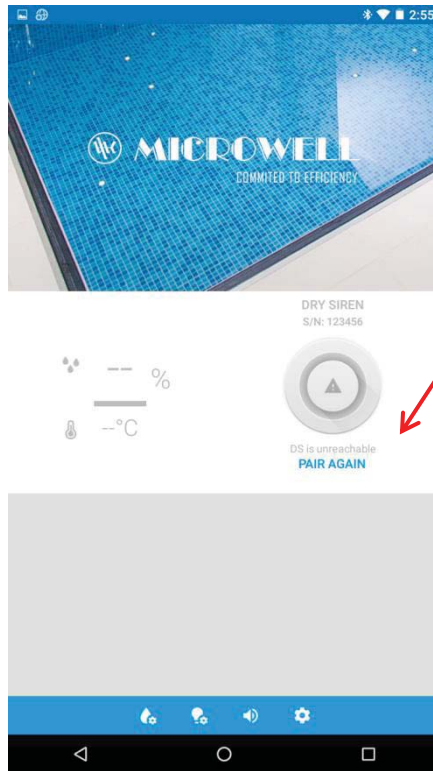 2:55
MICROWELL
COMMITED TO EFFICIENCY
DRY SIREN
S/N: 123456
-- %
--°C
DS is unreachable
PAIR AGAIN